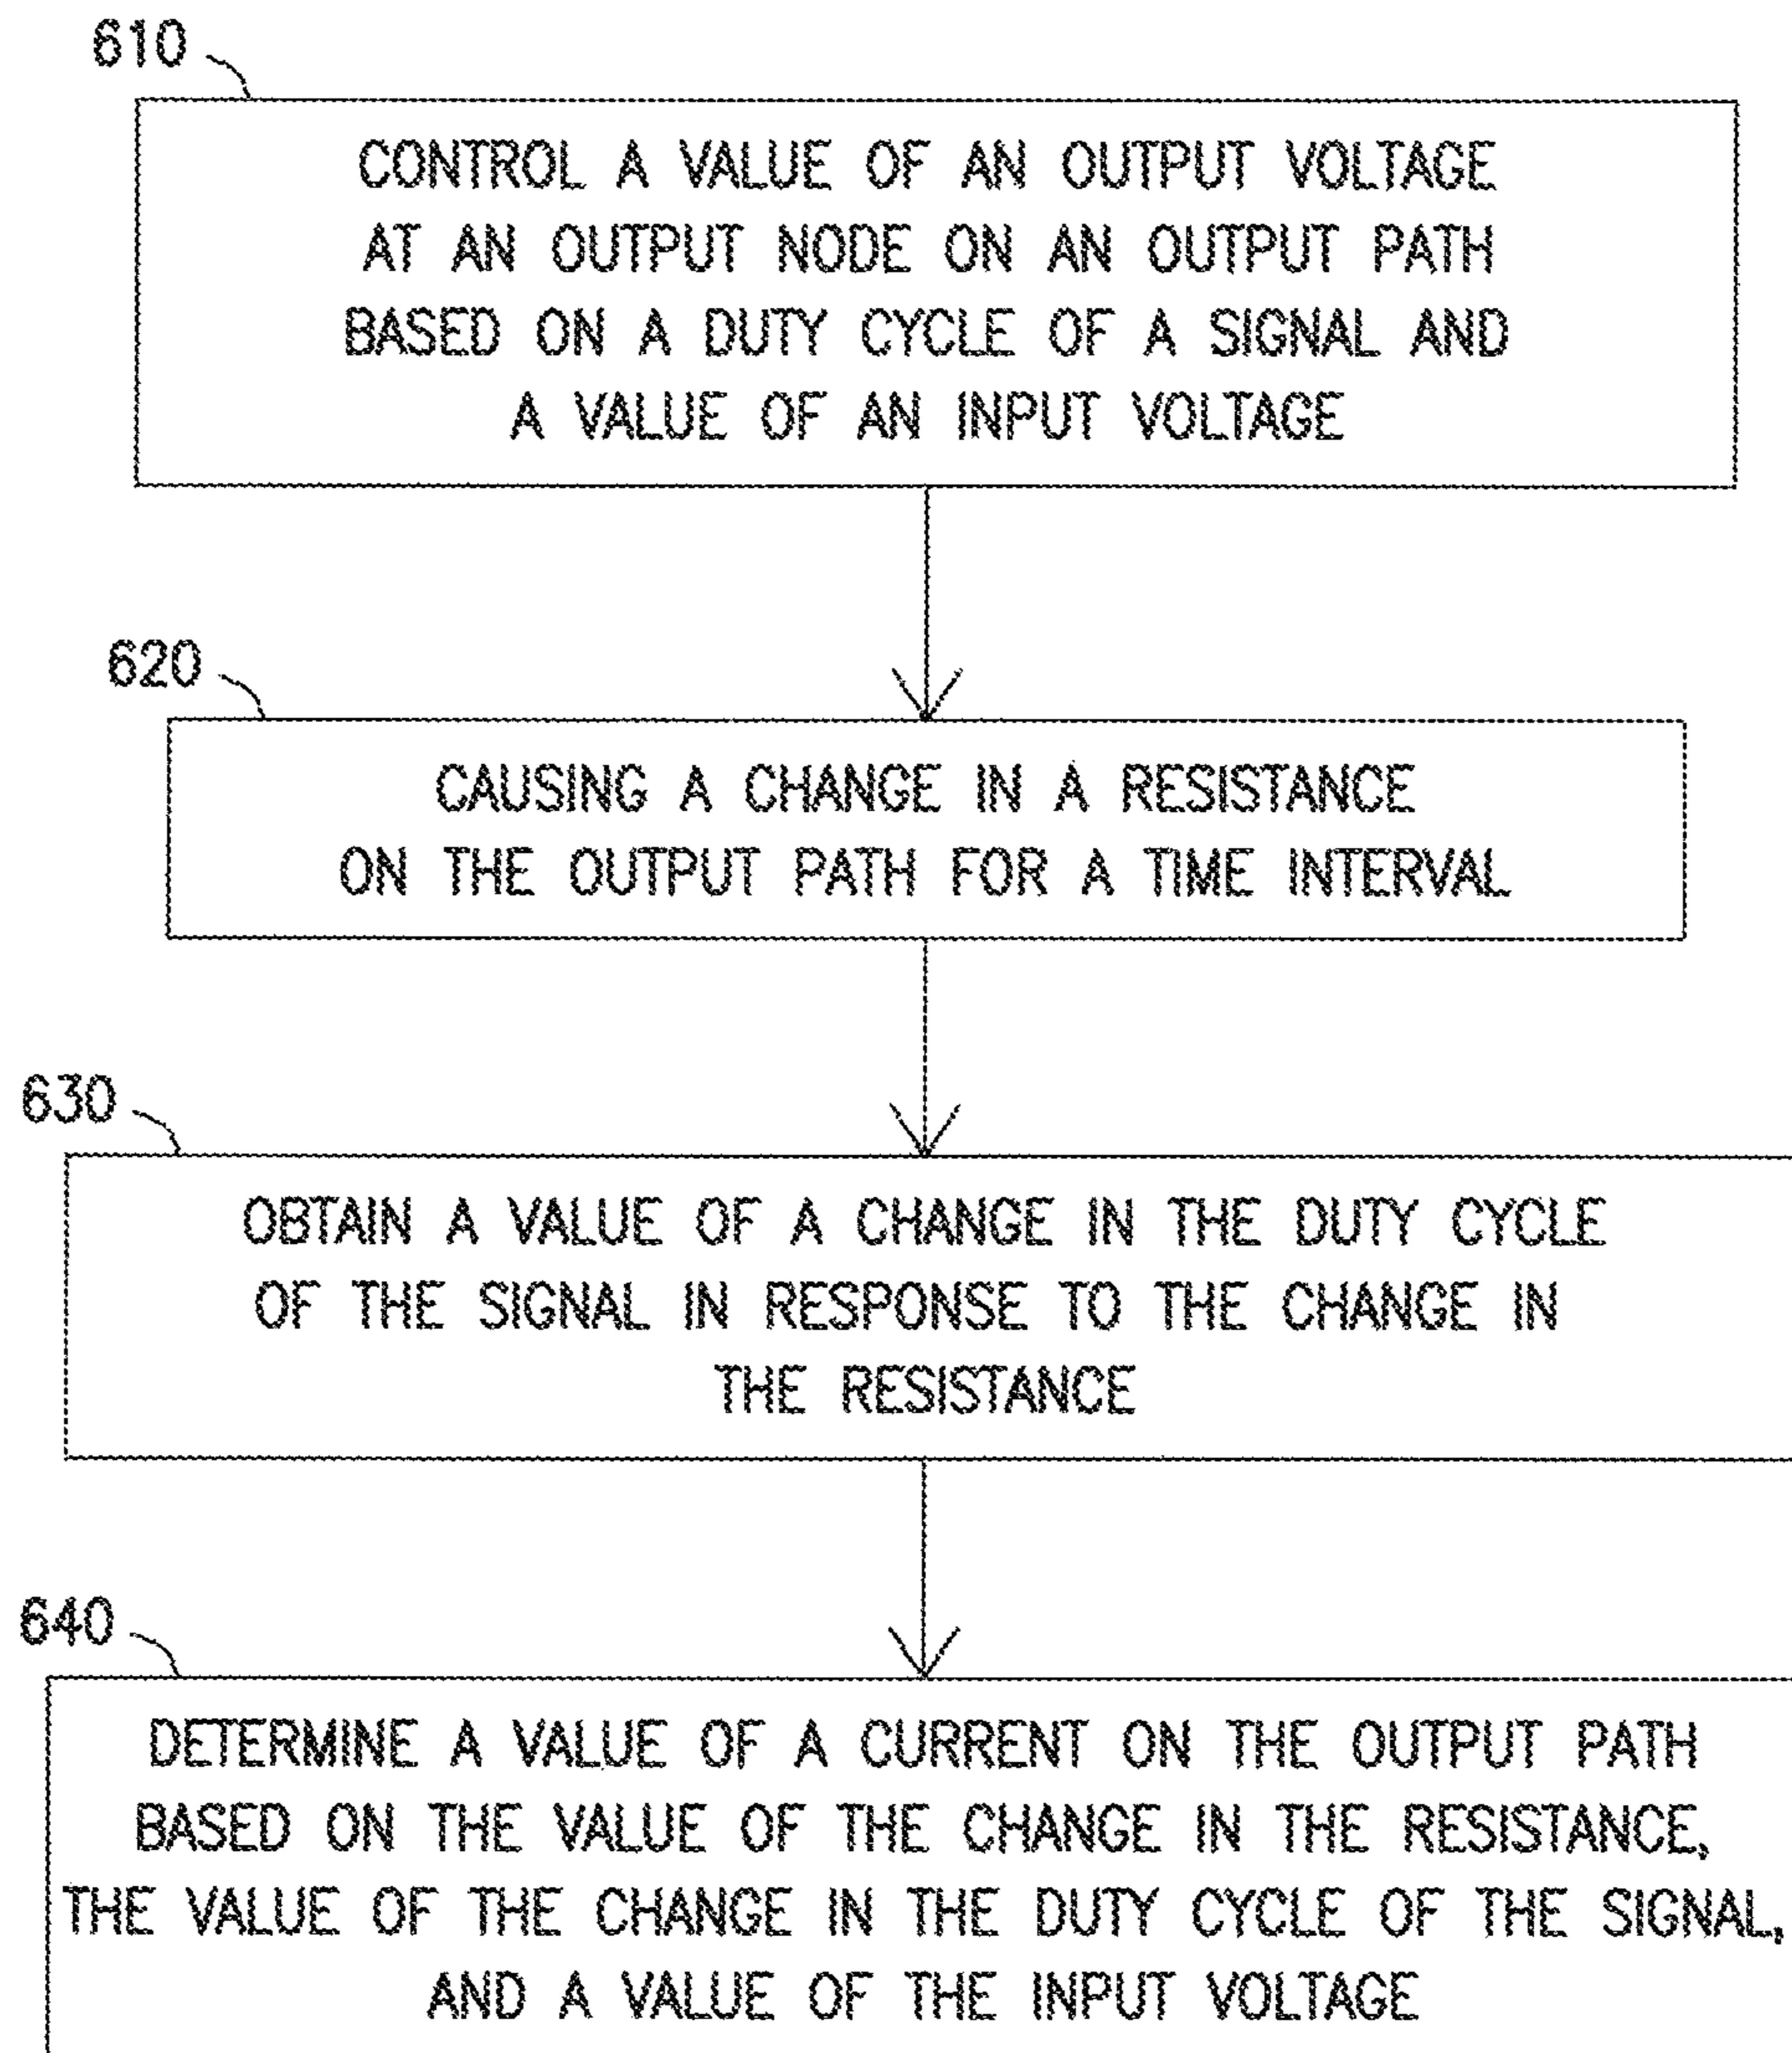 610
CONTROL A VALUE OF AN OUTPUT VOLTAGE
AT AN OUTPUT NODE ON AN OUTPUT PATH
BASED ON A DUTY CYCLE OF A SIGNAL AND
A VALUE OF AN INPUT VOLTAGE
620
CAUSING A CHANGE IN A RESISTANCE
ON THE OUTPUT PATH FOR A TIME INTERVAL
630
OBTAIN A VALUE OF A CHANGE IN THE DUTY CYCLE
OF THE SIGNAL IN RESPONSE TO THE CHANGE IN
THE RESISTANCE
640
DETERMINE A VALUE OF A CURRENT ON THE OUTPUT PATH
BASED ON THE VALUE OF THE CHANGE IN THE RESISTANCE,
THE VALUE OF THE CHANGE IN THE DUTY CYCLE OF THE SIGNAL,
AND A VALUE OF THE INPUT VOLTAGE